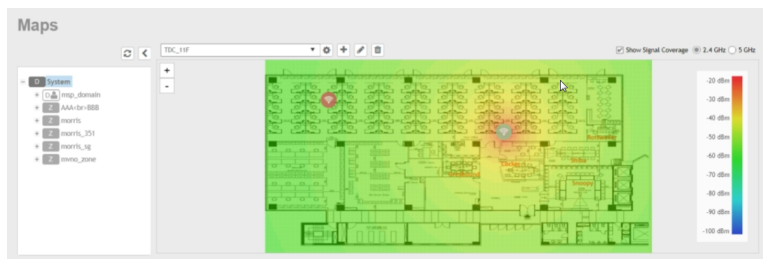 Maps
TDC_11F
Show Signal Coverage 2.4 GHz 5 GHz
+
-
D System
D msp_domain
Z AAA<br>BBB
Z morris
Z morris_351
Z morris_sg
Z mvno_zone
Snoopy
-20 dBm
-30 dBm
-40 dBm
-50 dBm
-60 dBm
-70 dBm
-80 dBm
-90 dBm
-100 dBm